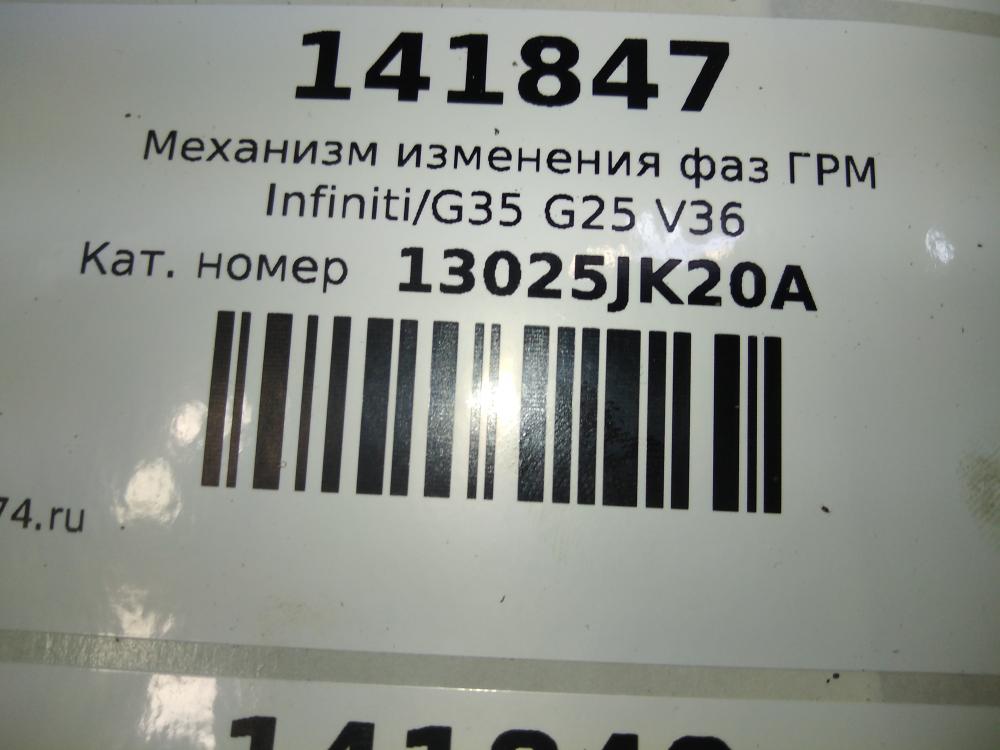 141847
Механизм изменения фаз ГРМ
Infiniti/G35 G25 V36
Кат. номер 13025JK20A
74.ru